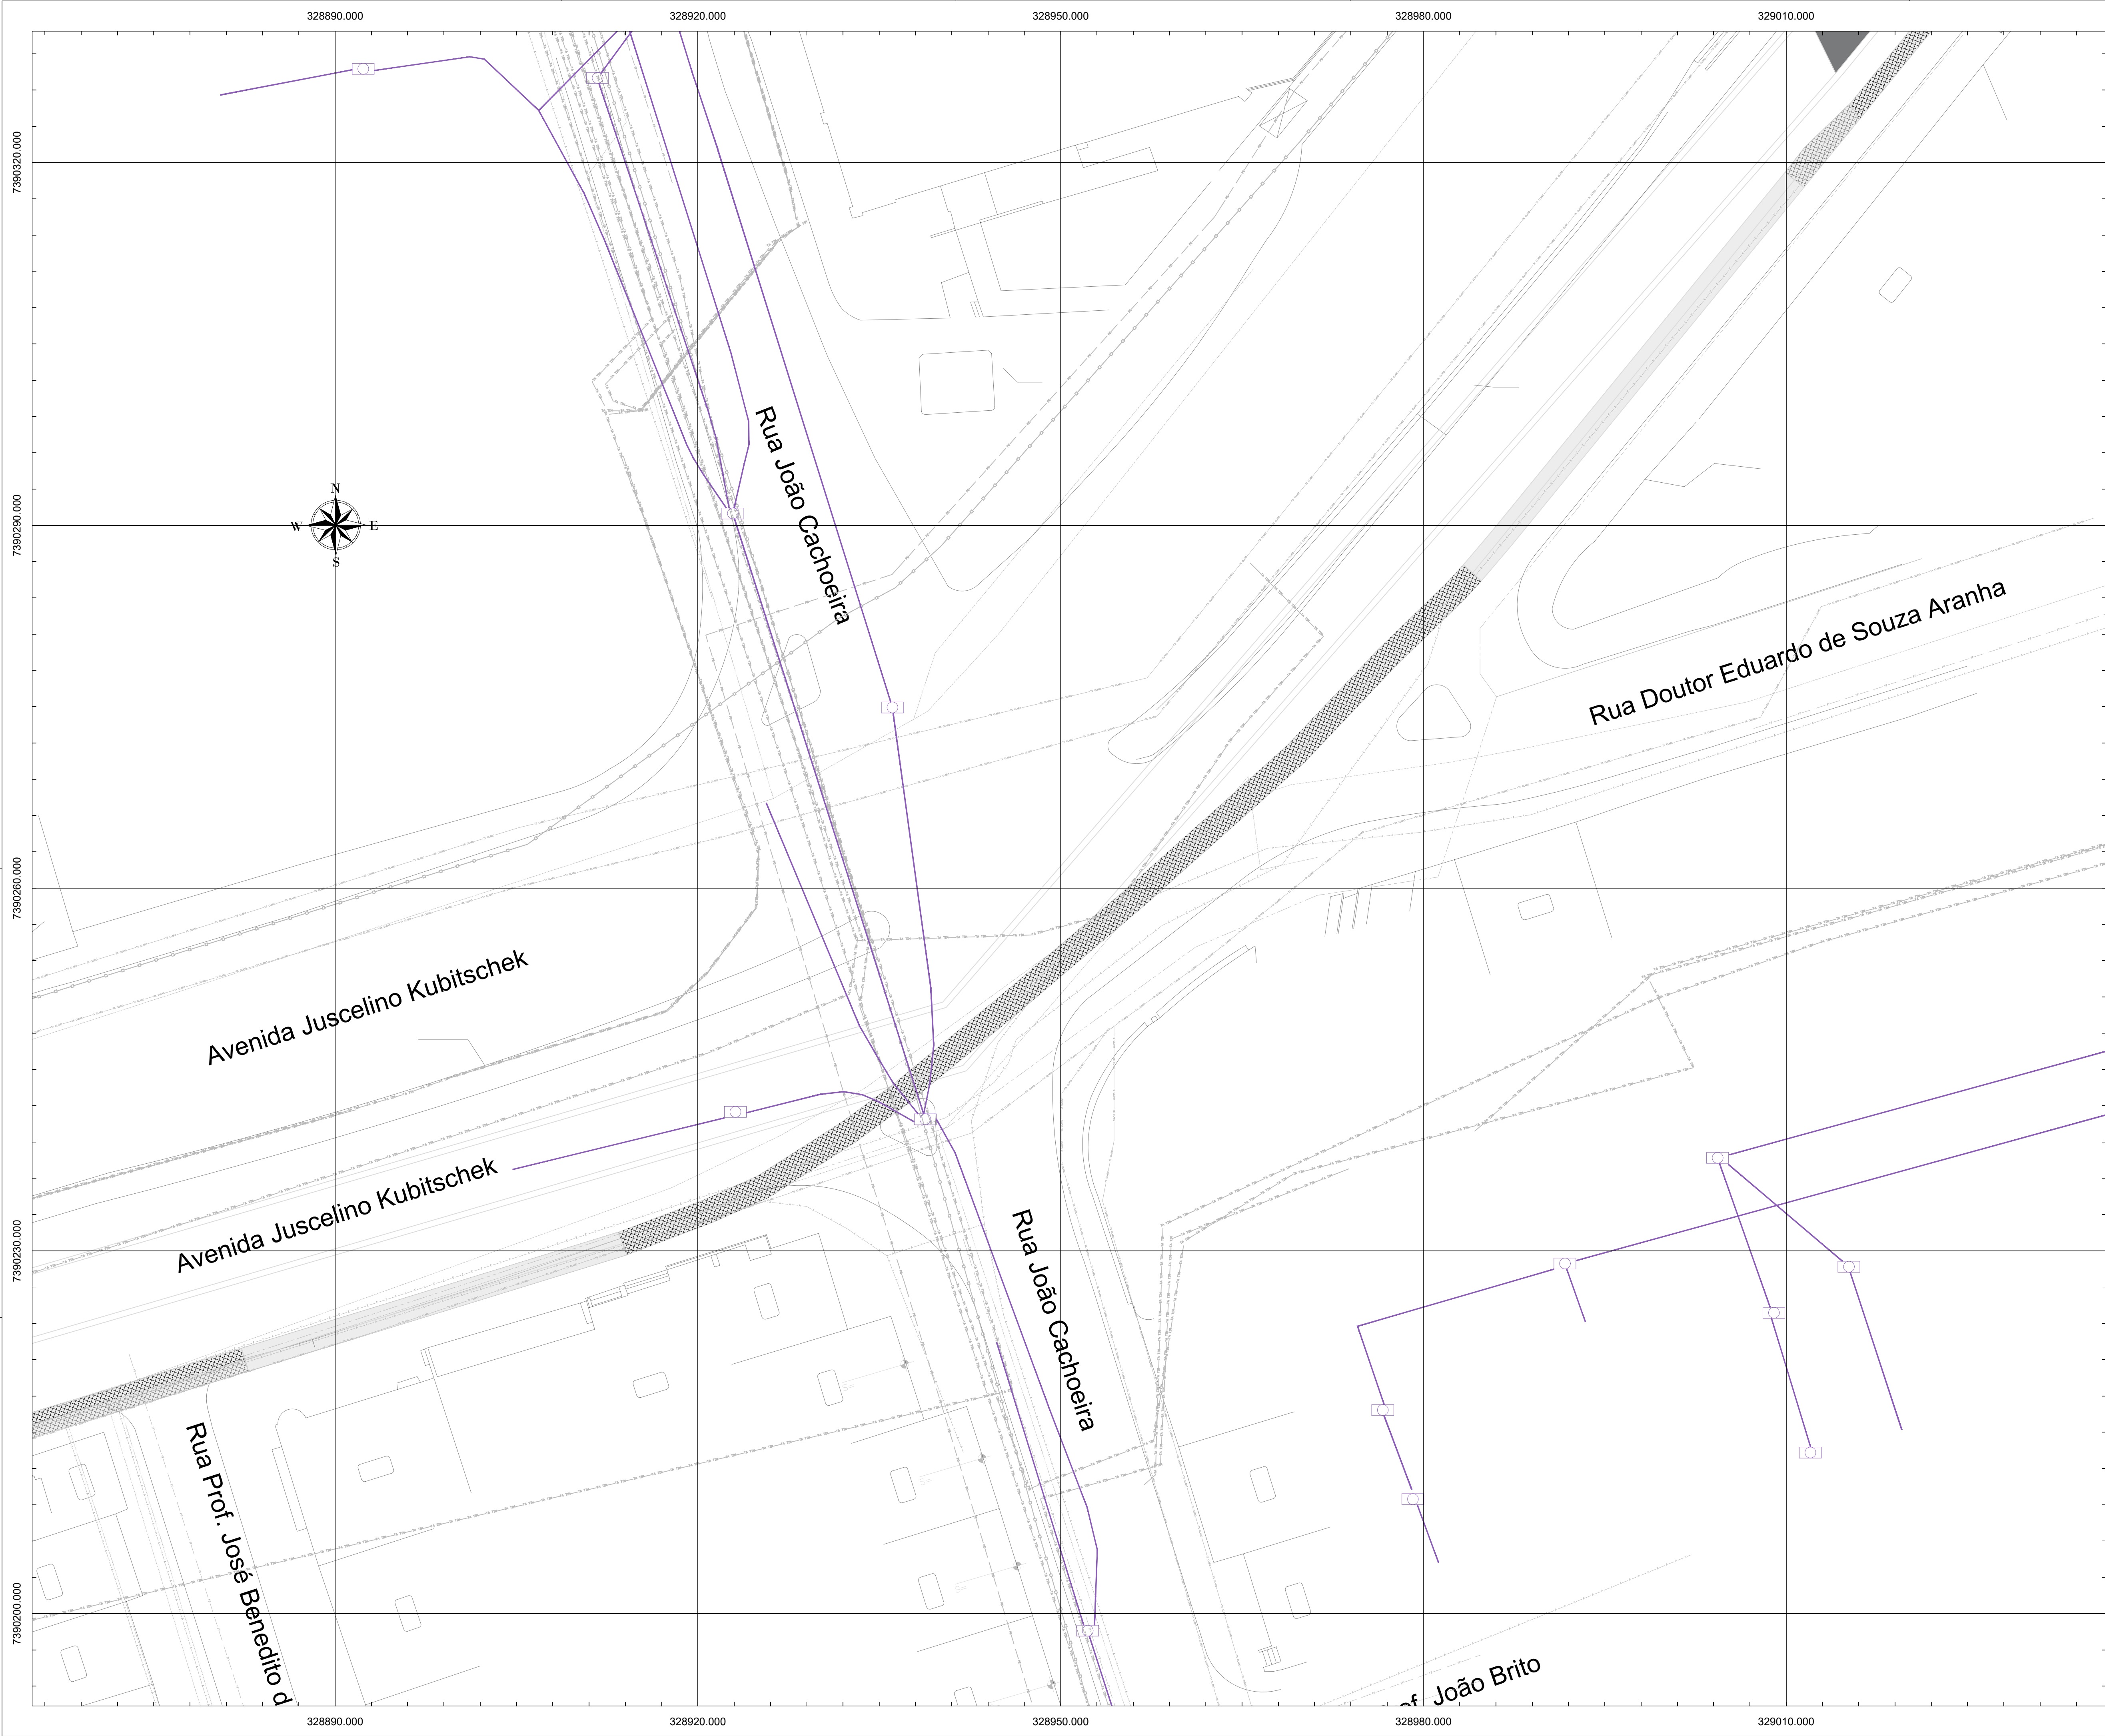 328890.000 328920.000 328950.000 328980.000 329010.000
7390320.000
Rua João Cachoeira
7390290.000
N
W E
S
Rua Doutor Eduardo de Souza Aranha
7390260.000
Avenida Juscelino Kubitschek
Avenida Juscelino Kubitschek
7390230.000
Rua João Cachoeira
Rua Prof. José Benedito d
7390200.000
of. João Brito
328890.000 328920.000 328950.000 328980.000 329010.000